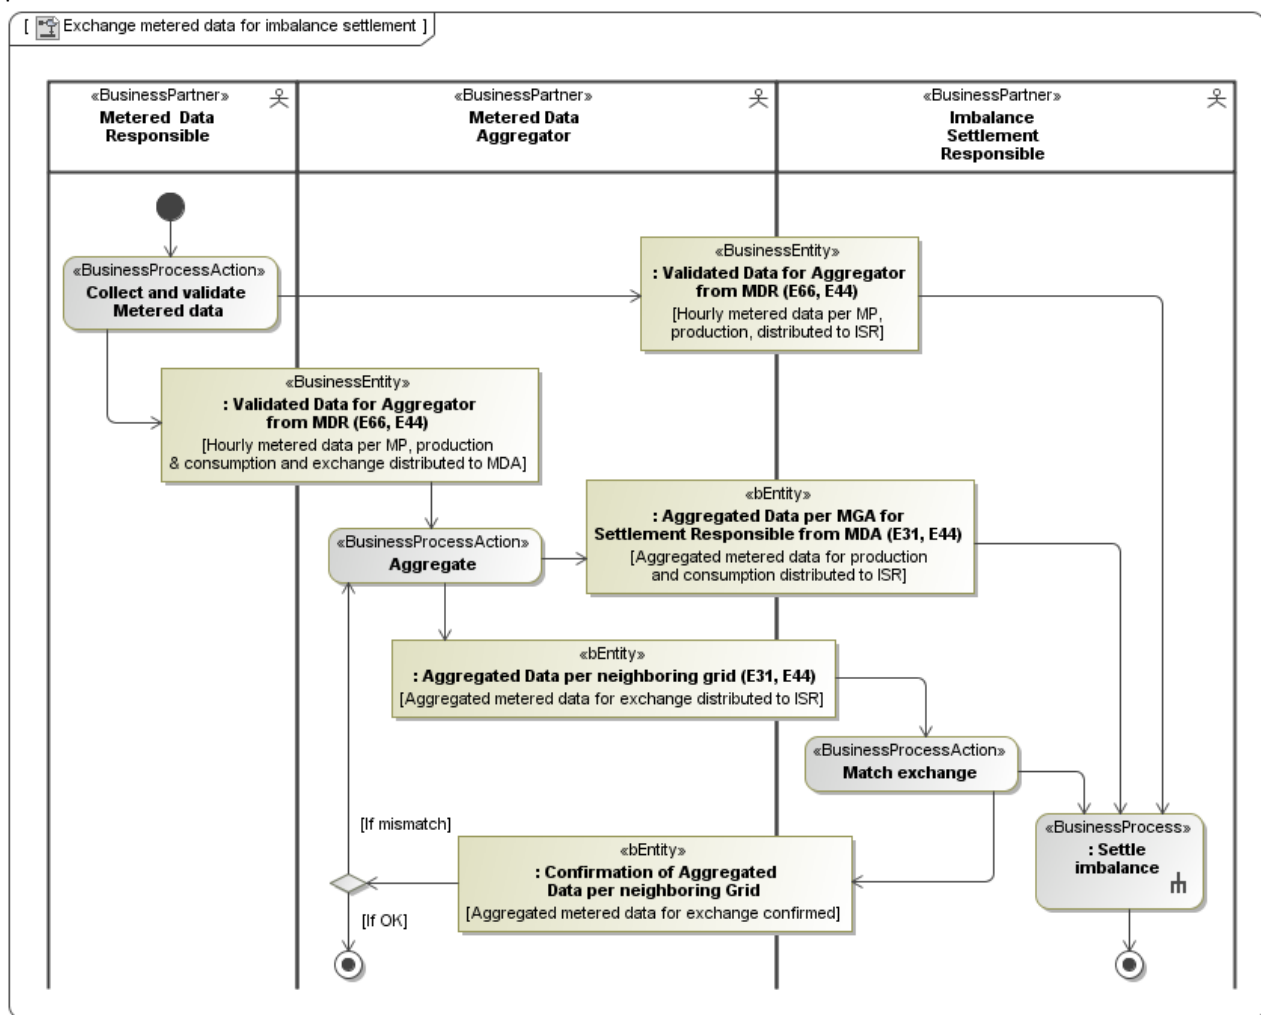 [ Exchange metered data for imbalance settlement ]
«BusinessPartner»
Metered Data
Responsible
«BusinessPartner»
Metered Data
Aggregator
«BusinessPartner»
Imbalance
Settlement
Responsible
«BusinessProcessAction»
Collect and validate
Metered data
«BusinessEntity»
: Validated Data for Aggregator
from MDR (E66, E44)
[Hourly metered data per MP,
production, distributed to ISR]
«BusinessEntity»
: Validated Data for Aggregator
from MDR (E66, E44)
[Hourly metered data per MP, production
& consumption and exchange distributed to MDA]
«bEntity»
: Aggregated Data per MGA for
Settlement Responsible from MDA (E31, E44)
[Aggregated metered data for production
and consumption distributed to ISR]
«BusinessProcessAction»
Aggregate
«bEntity»
: Aggregated Data per neighboring grid (E31, E44)
[Aggregated metered data for exchange distributed to ISR]
«BusinessProcessAction»
Match exchange
[If mismatch]
«bEntity»
: Confirmation of Aggregated
Data per neighboring Grid
[Aggregated metered data for exchange confirmed]
«BusinessProcess»
: Settle
imbalance
[If OK]